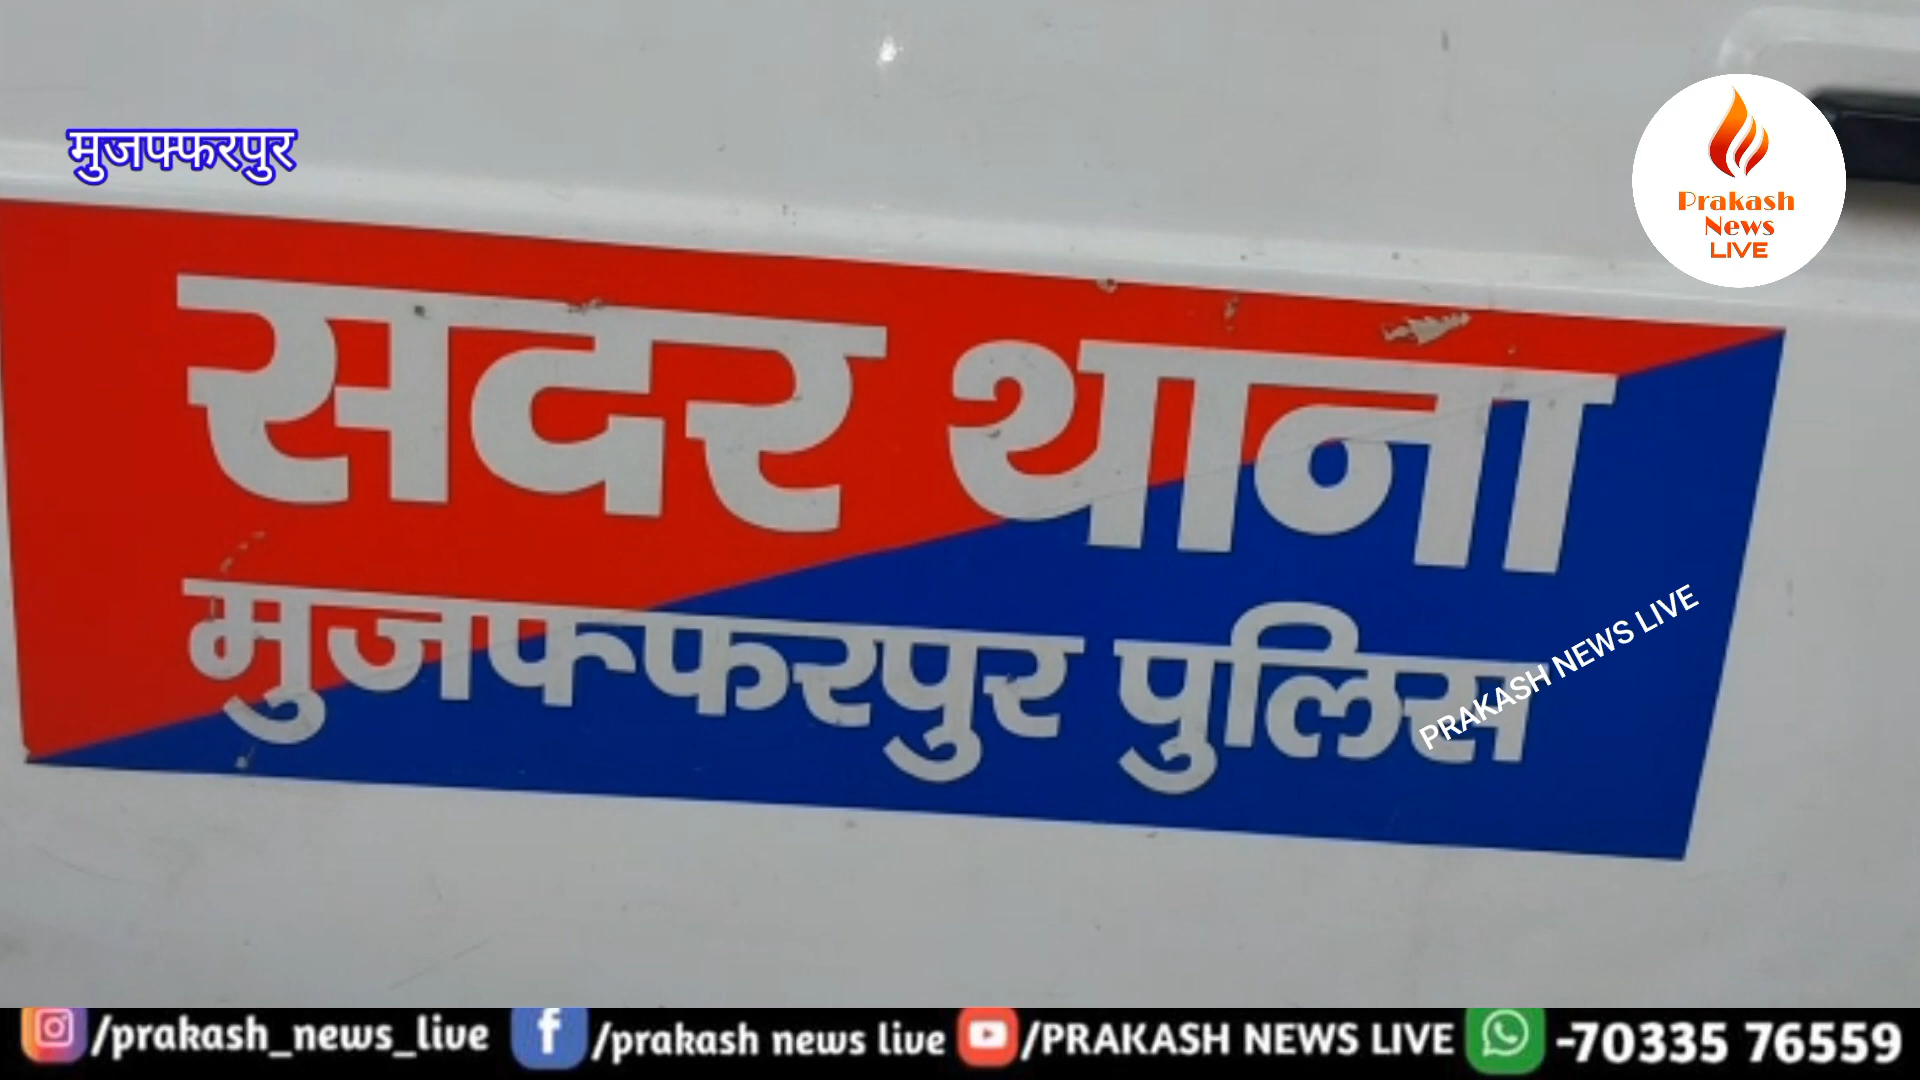 मुजफ्फरपुर
Prakash
News
LIVE
सदर थाना
मुजफ्फरपुर पुलिस
PRAKASH NEWS LIVE
/prakash_news_live /prakash news live /PRAKASH NEWS LIVE -70335 76559